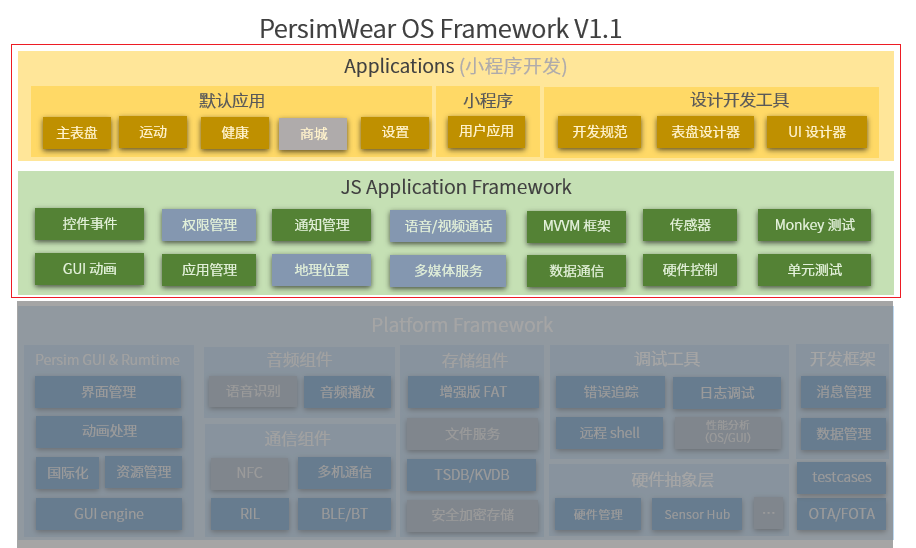 PersimWear OS Framework V1.1
Applications (小程序开发)
默认应用
小程序
设计开发工具
主表盘
运动
健康
商城
设置
用户应用
开发规范
表盘设计器
UI 设计器
JS Application Framework
控件事件
权限管理
通知管理
语音/视频通话
MVVM 框架
传感器
Monkey 测试
GUI 动画
应用管理
地理位置
多媒体服务
数据通信
硬件控制
单元测试
Platform Framework
Persim GUI & Rumtime
音频组件
存储组件
调试工具
开发框架
界面管理
语音识别
音频播放
增强版 FAT
错误追踪
日志调试
消息管理
动画处理
通信组件
文件服务
远程 shell
性能分析
(OS/GUI)
数据管理
国际化
资源管理
NFC
多机通信
TSDB/KVDB
硬件抽象层
testcases
GUI engine
RIL
BLE/BT
安全加密存储
硬件管理
Sensor Hub
...
OTA/FOTA